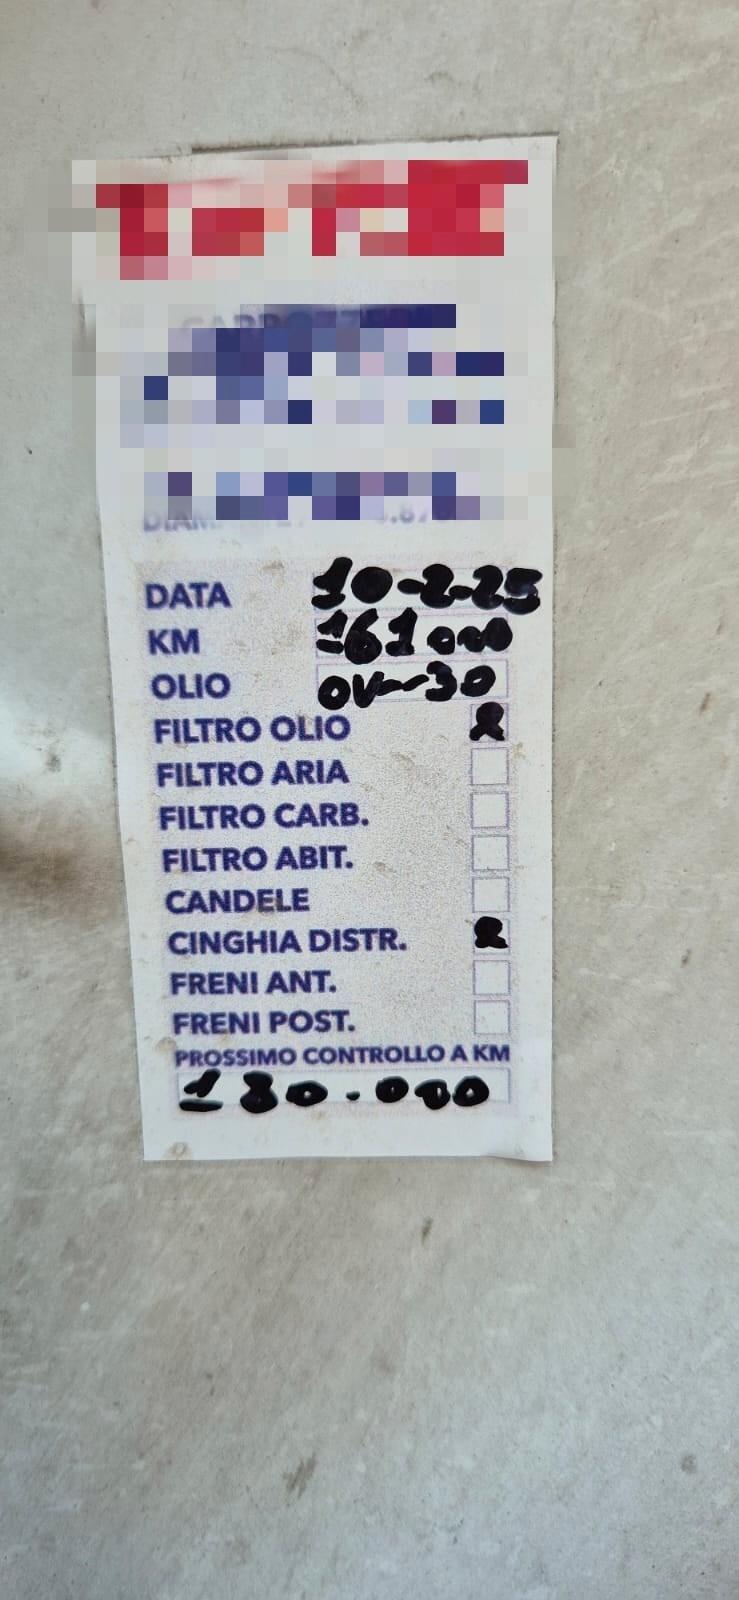 DATA 10-2-25
KM 161000
OLIO 0W-30
FILTRO OLIO
FILTRO ARIA
FILTRO CARB.
FILTRO ABIT.
CANDELE
CINGHIA DISTR.
FRENI ANT.
FRENI POST.
PROSSIMO CONTROLLO A KM
180.000